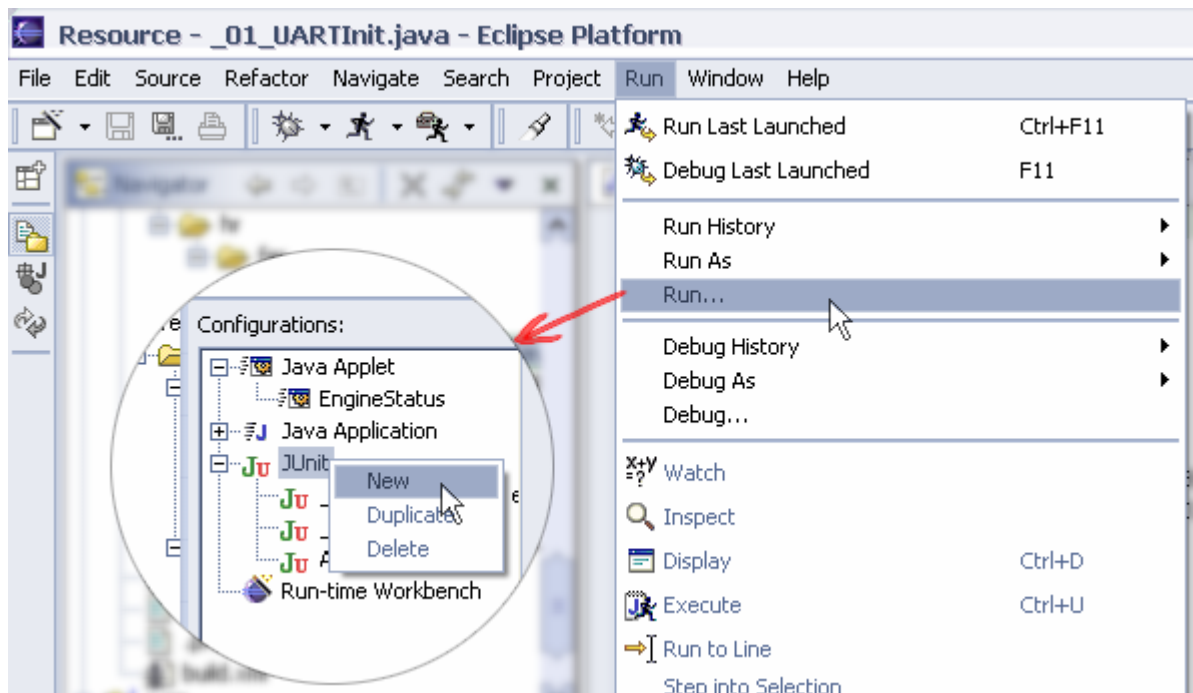 Resource - _01_UARTInit.java - Eclipse Platform
File Edit Source Refactor Navigate Search Project Run Window Help
Run Last Launched Ctrl+F11
Debug Last Launched F11
Navigator
Run History
Run As
Run...
Debug History
Debug As
Debug...
Watch
Inspect
Display Ctrl+D
Execute Ctrl+U
Run to Line
Step into Selection
Configurations:
Java Applet
EngineStatus
Java Application
JUnit
New
Duplicate
Delete
Run-time Workbench